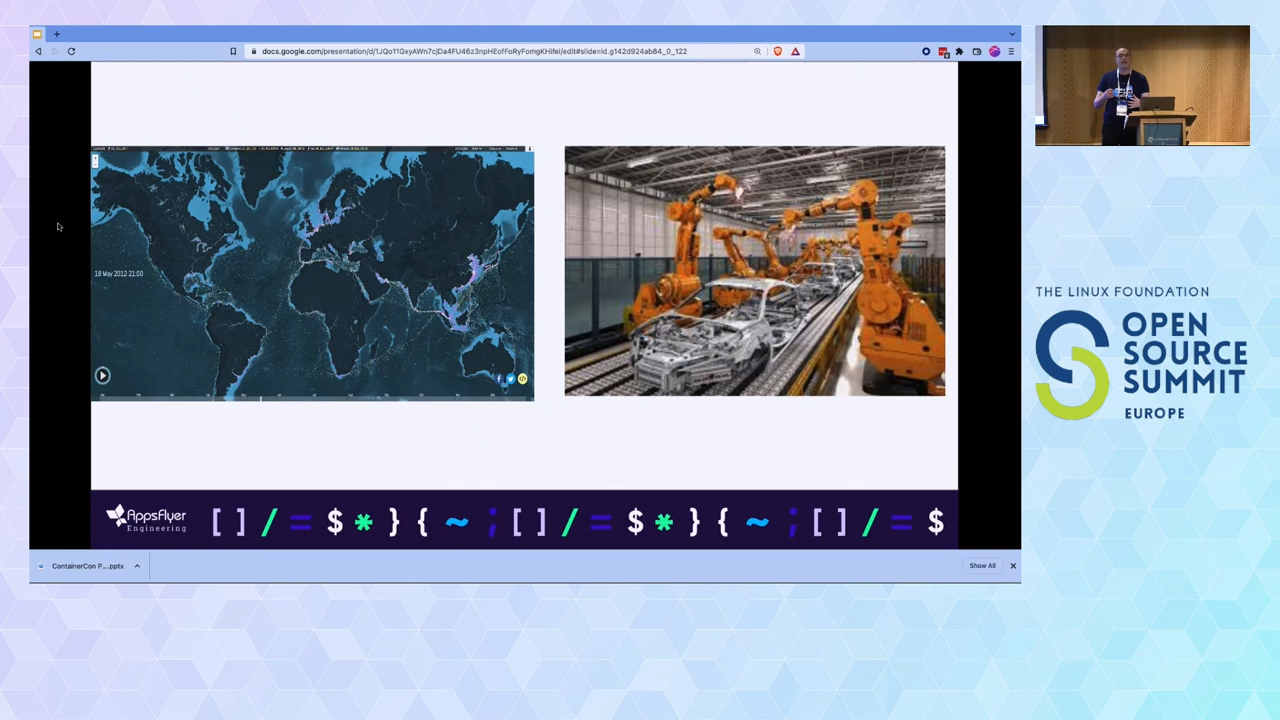 docs.google.com/presentation/d/1JQo11GxyAWn7cjDa4FU46z3npHEofFoRyFomgKHifeI/edit#slide=id.g142d924ab84_0_122
18 May 2012 21:00
AppsFlyer
Engineering
[ ] / = $ * } { ~ ; [ ] / = $ * } { ~ ; [ ] / = $
ContainerCon P....pptx
Show All
THE LINUX FOUNDATION
OPEN
SOURCE
SUMMIT
EUROPE